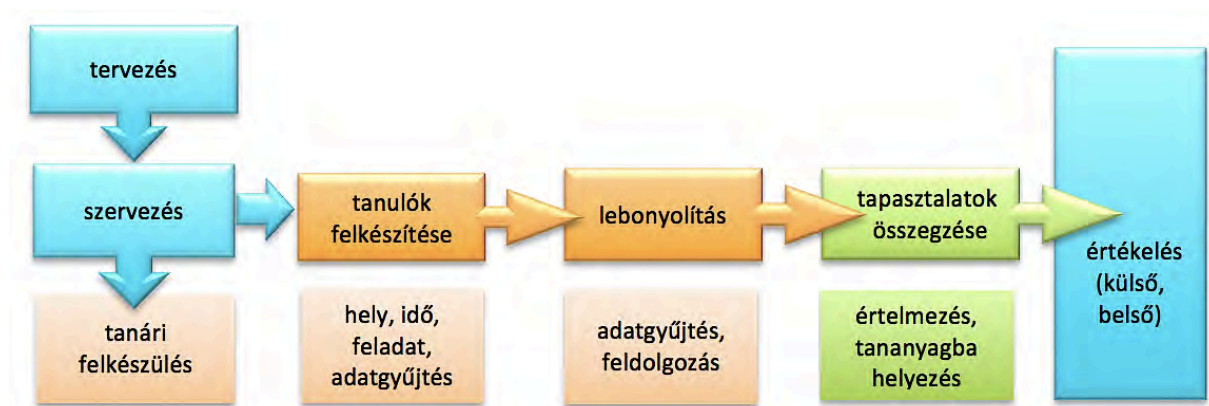 tervezés
szervezés
tanári
felkészülés
tanulók
felkészítése
hely, idő,
feladat,
adatgyűjtés
lebonyolítás
adatgyűjtés,
feldolgozás
tapasztalatok
összegzése
értelmezés,
tananyagba
helyezés
értékelés
(külső,
belső)